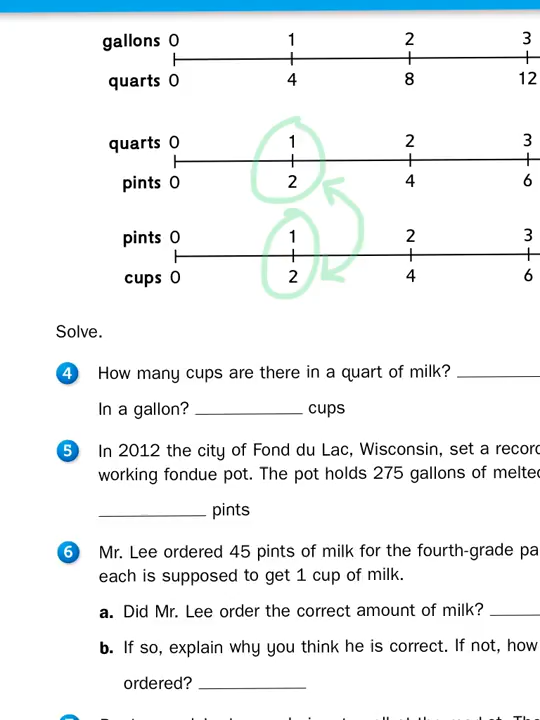 gallons 0 1 2 3
quarts 0 4 8 12
quarts 0 1 2 3
pints 0 2 4 6
pints 0 1 2 3
cups 0 2 4 6
Solve.
4 How many cups are there in a quart of milk?
In a gallon? ____________ cups
5 In 2012 the city of Fond du Lac, Wisconsin, set a record
working fondue pot. The pot holds 275 gallons of melted
____________ pints
6 Mr. Lee ordered 45 pints of milk for the fourth-grade pa
each is supposed to get 1 cup of milk.
a. Did Mr. Lee order the correct amount of milk?
b. If so, explain why you think he is correct. If not, how
ordered? ____________